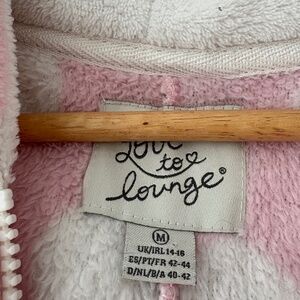 Love
to
lounge®
M
UK/IRL 14-16
ES/PT/FR 42-44
D/NL/B/A 40-42